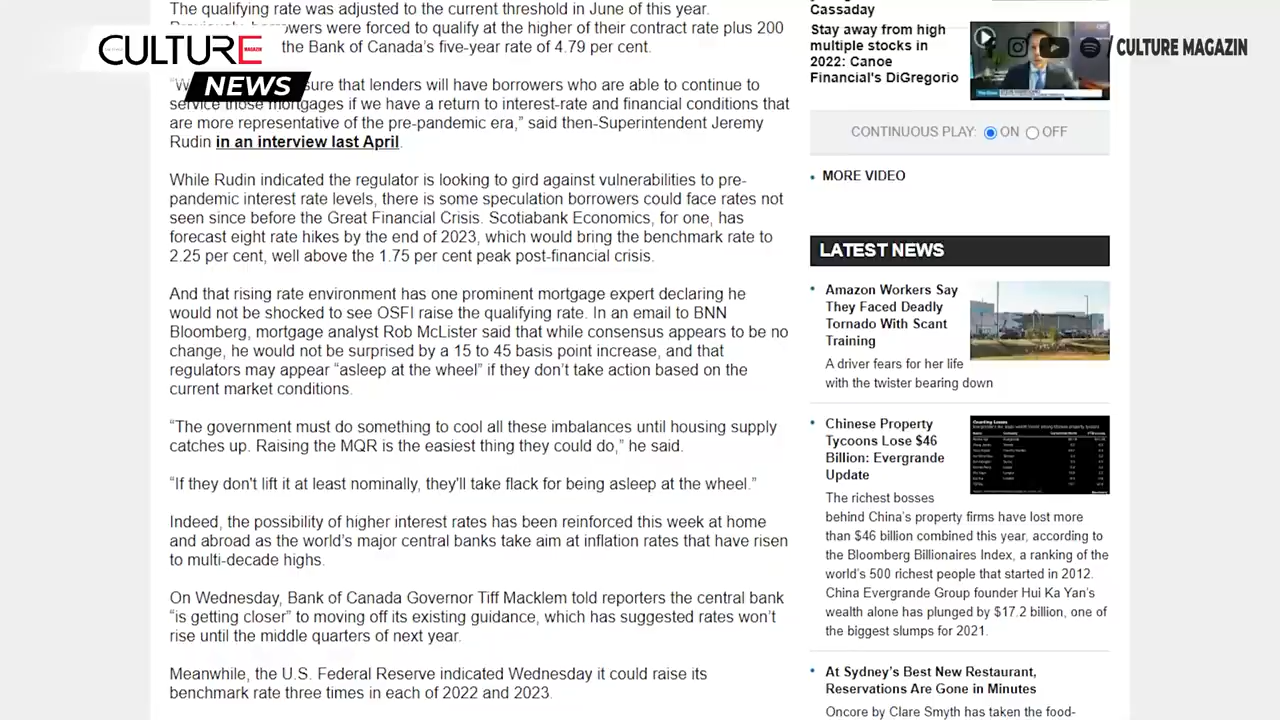 The qualifying rate was adjusted to the current threshold in June of this year.
were forced to qualify at the higher of their contract rate plus 200
the Bank of Canada's five-year rate of 4.79 per cent.
sure that lenders will have borrowers who are able to continue to
we have a return to interest-rate and financial conditions that
are more representative of the pre-pandemic era,” said then-Superintendent Jeremy
Rudin in an interview last April.
While Rudin indicated the regulator is looking to gird against vulnerabilities to pre-
pandemic interest rate levels, there is some speculation borrowers could face rates not
seen since before the Great Financial Crisis. Scotiabank Economics, for one, has
forecast eight rate hikes by the end of 2023, which would bring the benchmark rate to
2.25 per cent, well above the 1.75 per cent peak post-financial crisis.
And that rising rate environment has one prominent mortgage expert declaring he
would not be shocked to see OSFI raise the qualifying rate. In an email to BNN
Bloomberg, mortgage analyst Rob McLister said that while consensus appears to be no
change, he would not be surprised by a 15 to 45 basis point increase, and that
regulators may appear “asleep at the wheel” if they don't take action based on the
current market conditions.
“The government must do something to cool all these imbalances until housing supply
catches up. Raising the MQR is the easiest thing they can do,” he said.
“If they don't lift it at least nominally, they'll take flack for being asleep at the wheel.”
Indeed, the possibility of higher interest rates has been reinforced this week at home
and abroad as the world's major central banks take aim at inflation rates that have risen
to multi-decade highs.
On Wednesday, Bank of Canada Governor Tiff Macklem told reporters the central bank
“is getting closer” to moving off its existing guidance, which has suggested rates won't
rise until the middle quarters of next year.
Meanwhile, the U.S. Federal Reserve indicated Wednesday it could raise its
benchmark rate three times in each of 2022 and 2023.
CULTURE
NEWS
Cassaday
Stay away from high
multiple stocks in
2022: Canoe
Financial's DiGregorio
/CULTURE MAGAZIN
CONTINUOUS PLAY: ON OFF
MORE VIDEO
LATEST NEWS
Amazon Workers Say
They Faced Deadly
Tornado With Scant
Training
A driver fears for her life
with the twister bearing down
Chinese Property
Tycoons Lose $46
Billion: Evergrande
Update
The richest bosses
behind China's property firms have lost more
than $46 billion combined this year, according to
the Bloomberg Billionaires Index, a ranking of the
world's 500 richest people that started in 2012.
China Evergrande Group founder Hui Ka Yan's
wealth alone has plunged by $17.2 billion, one of
the biggest slumps for 2021.
At Sydney's Best New Restaurant,
Reservations Are Gone in Minutes
Oncore by Clare Smyth has taken the food-